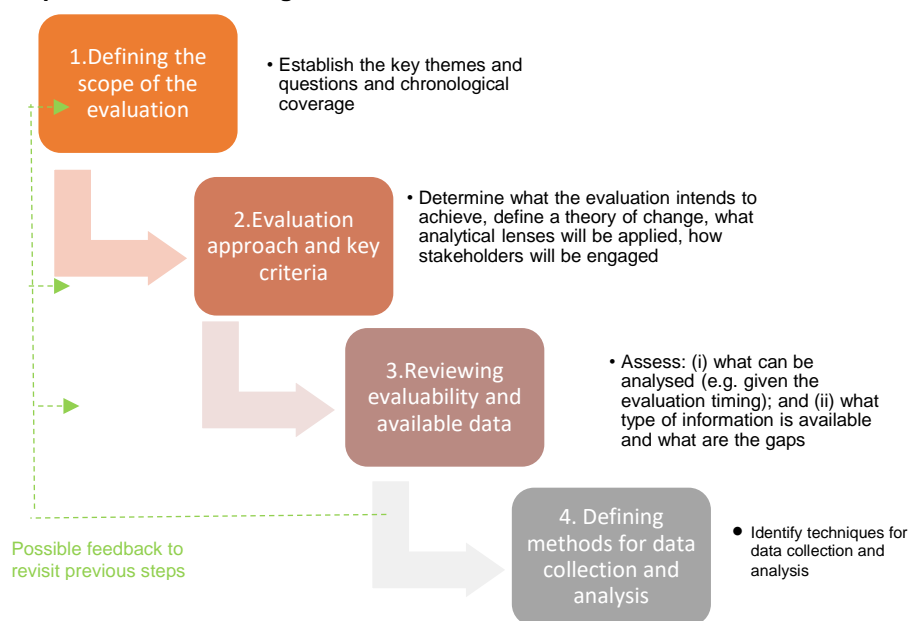 1.Defining the
scope of the
evaluation
• Establish the key themes and
questions and chronological
coverage
2.Evaluation
approach and key
criteria
• Determine what the evaluation intends to
achieve, define a theory of change, what
analytical lenses will be applied, how
stakeholders will be engaged
3.Reviewing
evaluability and
available data
• Assess: (i) what can be
analysed (e.g. given the
evaluation timing); and (ii) what
type of information is available
and what are the gaps
4. Defining
methods for data
collection and
analysis
• Identify techniques for
data collection and
analysis
Possible feedback to
revisit previous steps